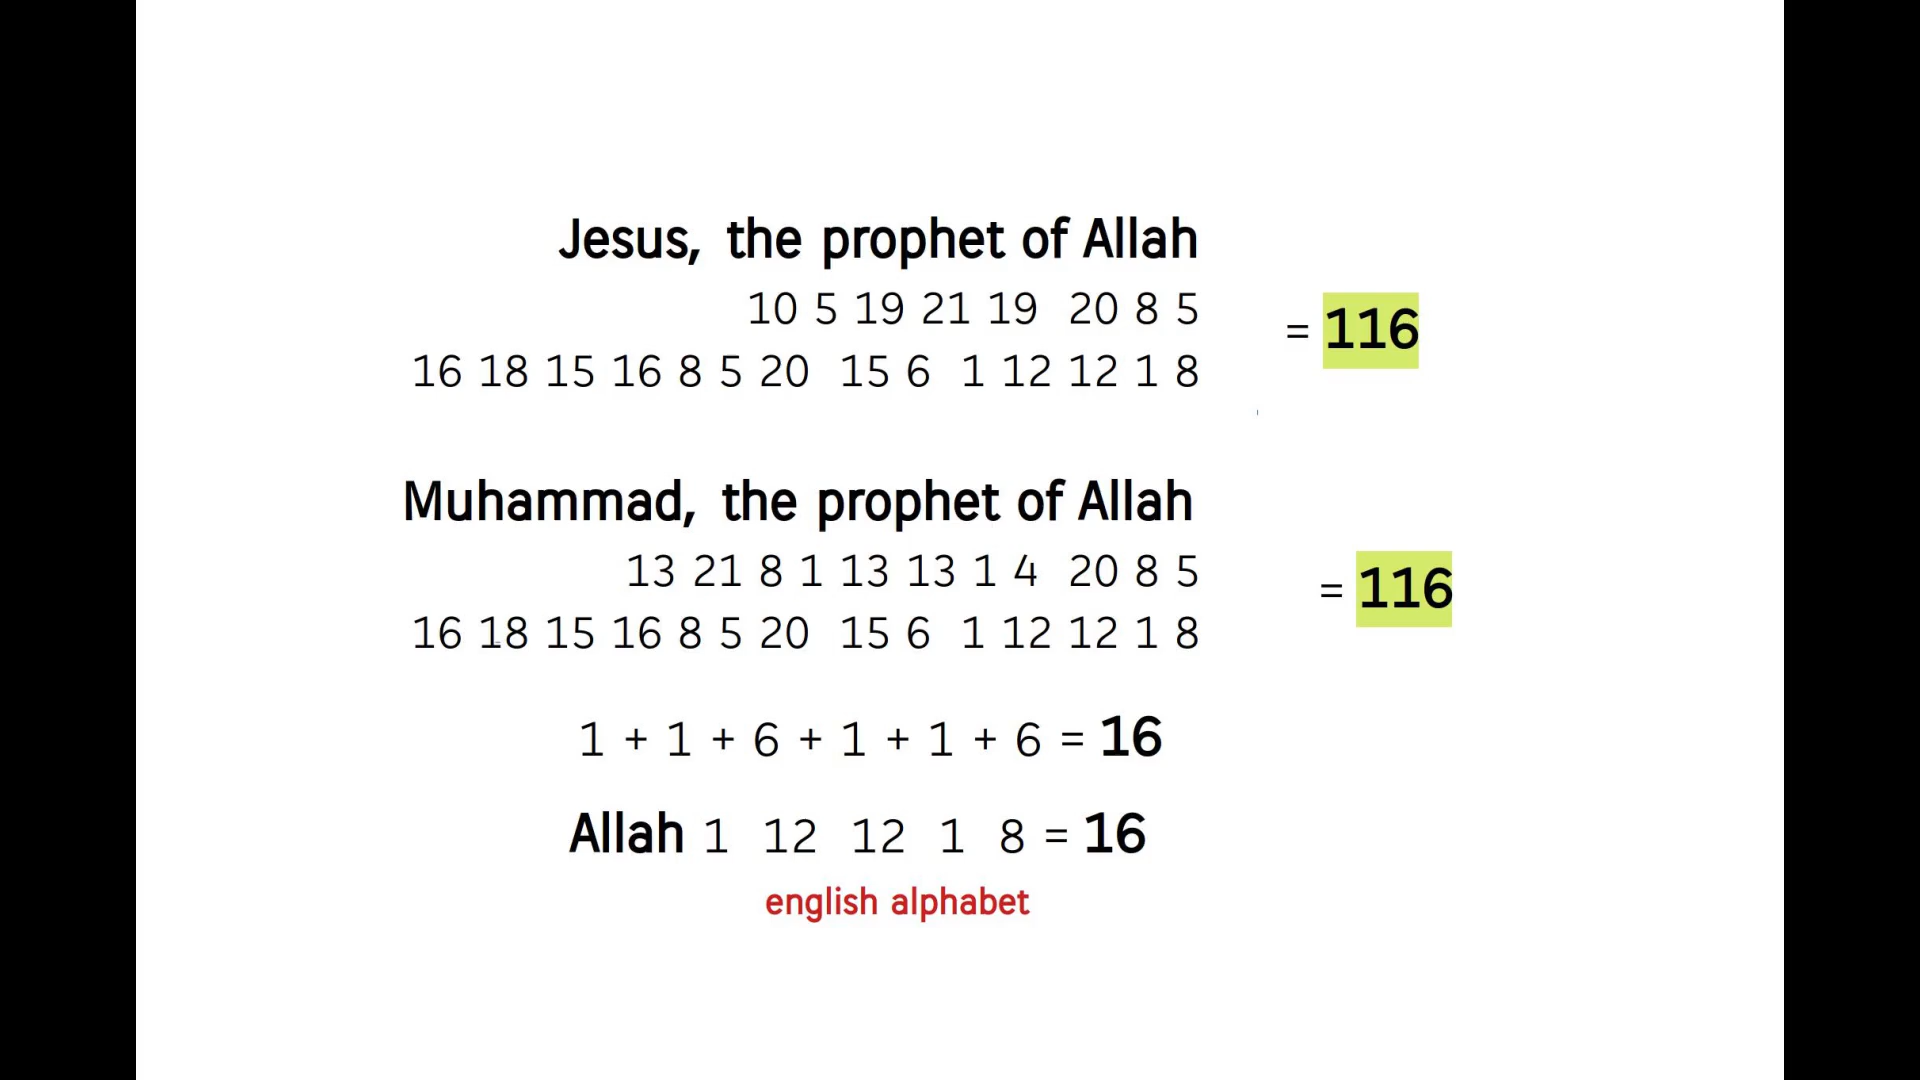 Jesus, the prophet of Allah
10 5 19 21 19 20 8 5
16 18 15 16 8 5 20 15 6 1 12 12 1 8
= 116
Muhammad, the prophet of Allah
13 21 8 1 13 13 1 4 20 8 5
16 18 15 16 8 5 20 15 6 1 12 12 1 8
= 116
1 + 1 + 6 + 1 + 1 + 6 = 16
Allah 1 12 12 1 8 = 16
english alphabet